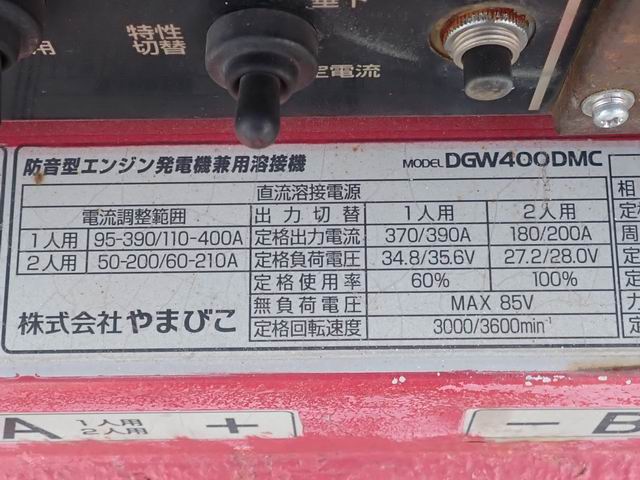 特性
切替
用
定電流
防音型エンジン発電機兼用溶接機 MODEL DGW400DMC
直流溶接電源
電流調整範囲 出力切替 1人用 2人用
1人用 95-390/110-400A 定格出力電流 370/390A 180/200A
2人用 50-200/60-210A 定格負荷電圧 34.8/35.6V 27.2/28.0V
定格使用率 60% 100%
無負荷電圧 MAX 85V
株式会社やまびこ 定格回転速度 3000/3600min⁻¹
相
定
周
定
A 1人用 2人用 + − B